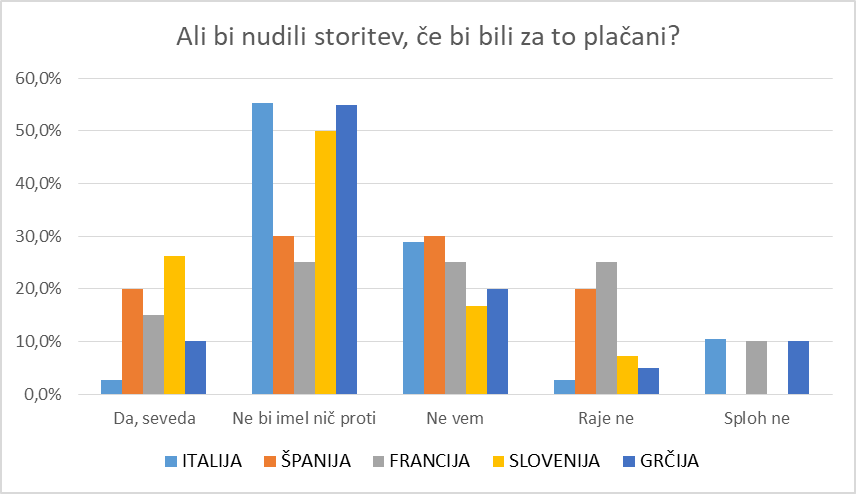 Ali bi nudili storitev, če bi bili za to plačani?
60,0%
50,0%
40,0%
30,0%
20,0%
10,0%
0,0%
Da, seveda Ne bi imel nič proti Ne vem Raje ne Sploh ne
ITALIJA ŠPANIJA FRANCIJA SLOVENIJA GRČIJA